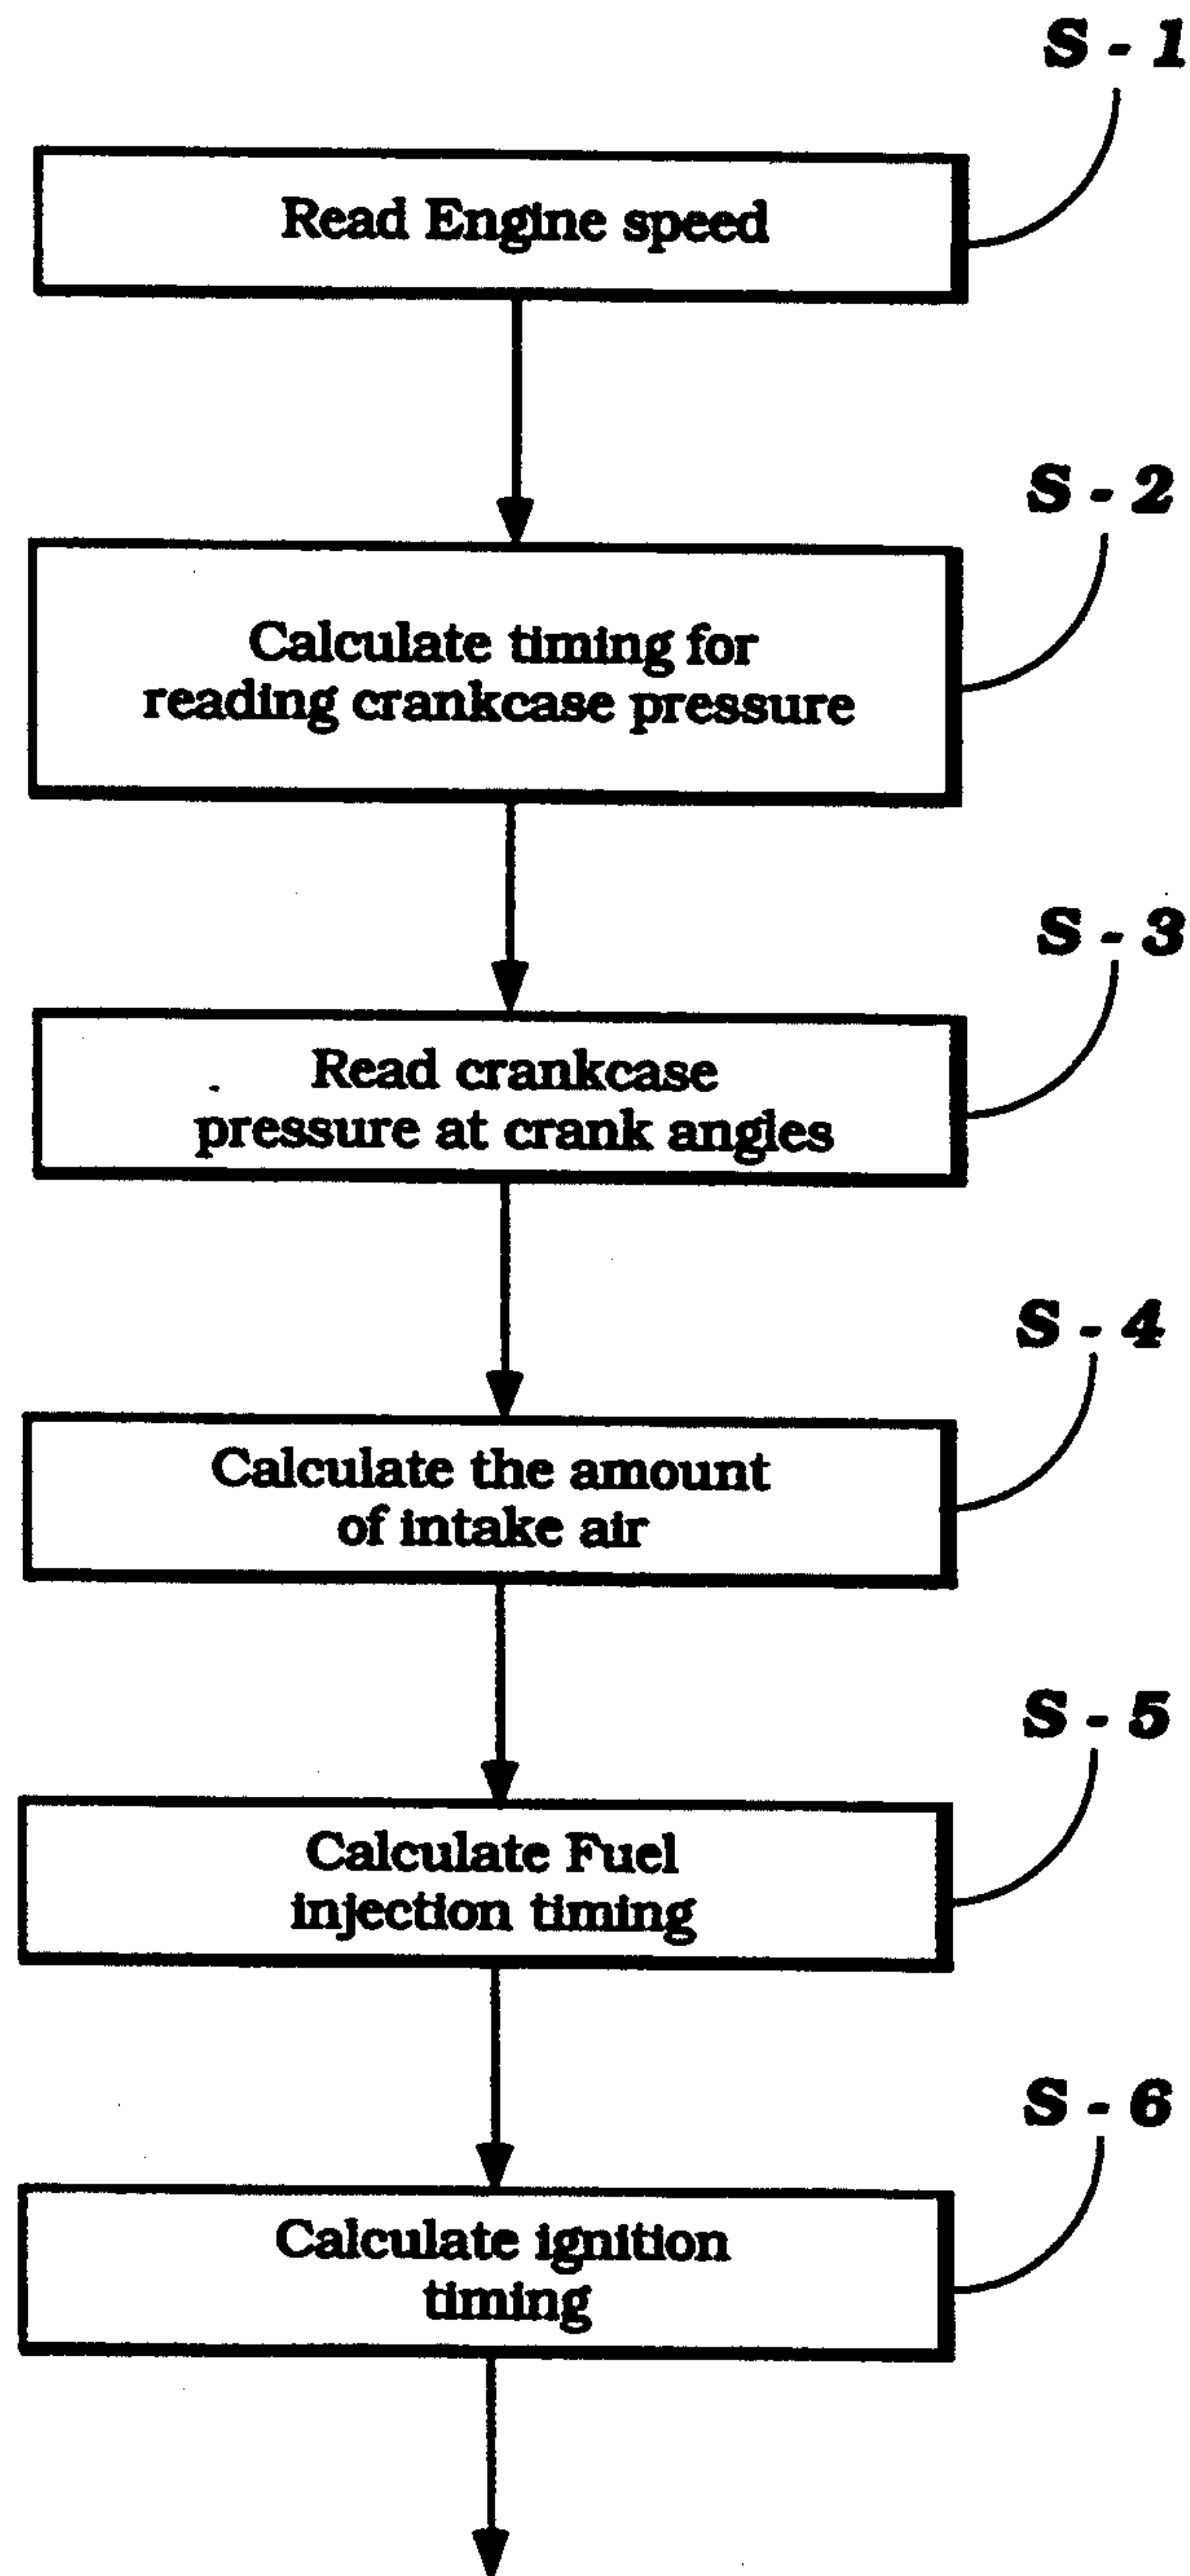 S - 1
Read Engine speed
S - 2
Calculate timing for
reading crankcase pressure
S - 3
Read crankcase
pressure at crank angles
S - 4
Calculate the amount
of intake air
S - 5
Calculate Fuel
injection timing
S - 6
Calculate ignition
timing